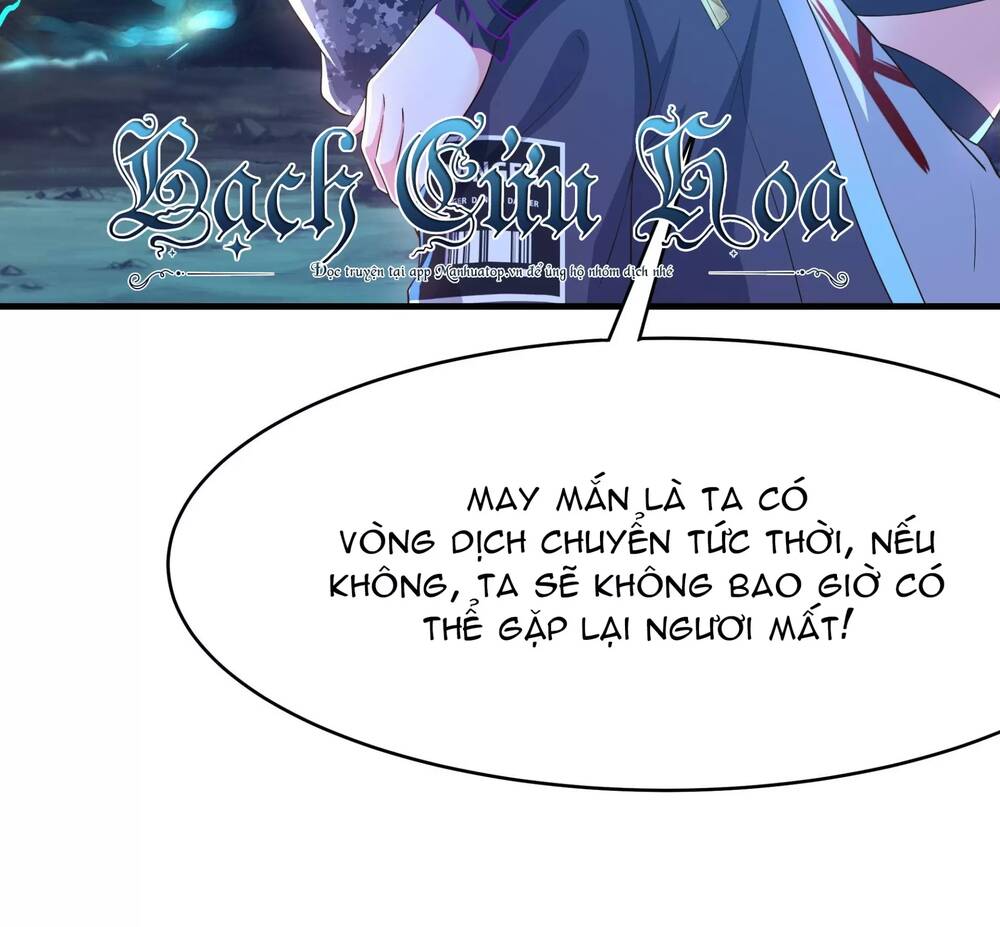 Bạch Cửu Hoa
Đọc truyện tại app Manhuatop.vn để ủng hộ nhóm dịch nhé
MAY MẮN LÀ TA CÓ
VÒNG DỊCH CHUYỂN TỨC THỜI, NẾU
KHÔNG, TA SẼ KHÔNG BAO GIỜ CÓ
THỂ GẶP LẠI NGƯƠI MẤT!